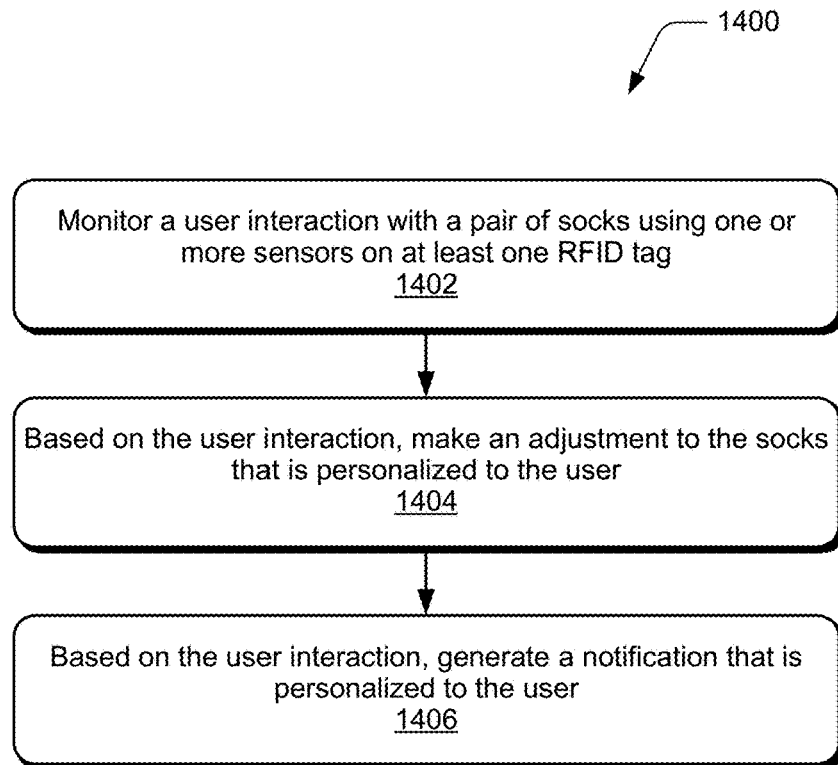 1400
Monitor a user interaction with a pair of socks using one or
more sensors on at least one RFID tag
1402
Based on the user interaction, make an adjustment to the socks
that is personalized to the user
1404
Based on the user interaction, generate a notification that is
personalized to the user
1406